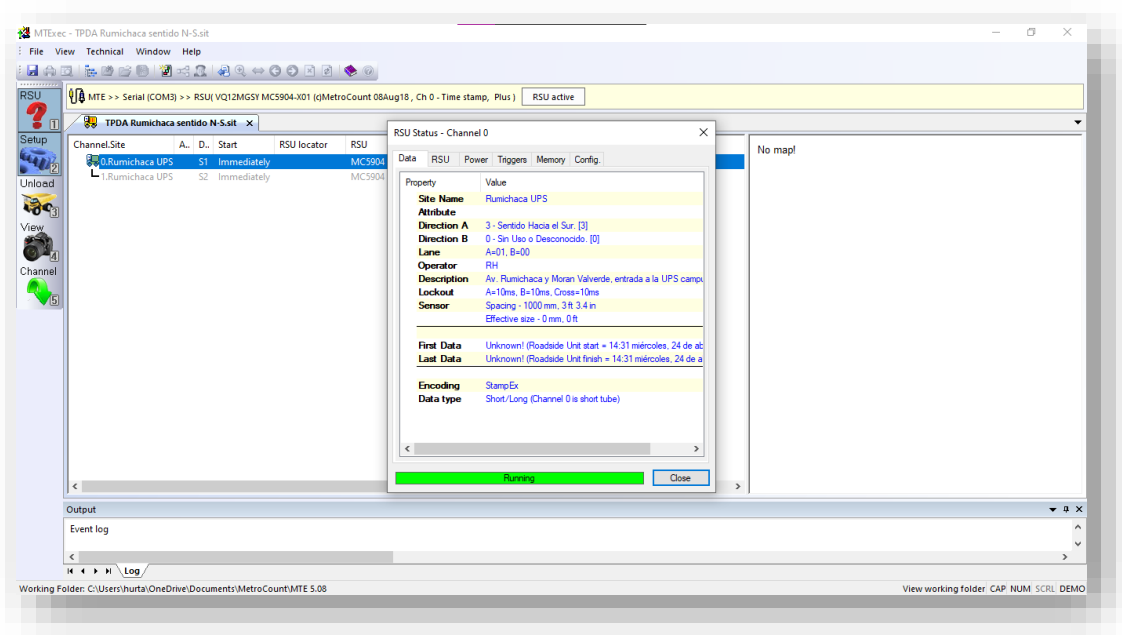 MTExec - TPDA Rumichaca sentido N-S.sit
File View Technical Window Help
RSU
1
Setup
2
Unload
3
View
4
Channel
5
MTE >> Serial (COM3) >> RSU( VQ12MGSY MC5904-X01 (c)MetroCount 08Aug18 , Ch 0 - Time stamp, Plus ) RSU active
TPDA Rumichaca sentido N-S.sit
Channel.Site A.. D.. Start RSU locator RSU
0.Rumichaca UPS S1 Immediately MC5904
1.Rumichaca UPS S2 Immediately MC5904
RSU Status - Channel 0
Data RSU Power Triggers Memory Config.
Property Value
Site Name Rumichaca UPS
Attribute
Direction A 3 - Sentido Hacia el Sur. [3]
Direction B 0 - Sin Uso o Desconocido. [0]
Lane A=01, B=00
Operator RH
Description Av. Rumichaca y Moran Valverde, entrada a la UPS campu
Lockout A=10ms, B=10ms, Cross=10ms
Sensor Spacing - 1000 mm, 3 ft 3.4 in
Effective size - 0 mm, 0 ft
First Data Unknown! (Roadside Unit start = 14:31 miércoles, 24 de ab
Last Data Unknown! (Roadside Unit finish = 14:31 miércoles, 24 de a
Encoding StampEx
Data type Short/Long (Channel 0 is short tube)
Running Close
No map!
Output
Event log
Log
Working Folder: C:\Users\hurta\OneDrive\Documents\MetroCount\MTE 5.08
View working folder CAP NUM SCRL DEMO